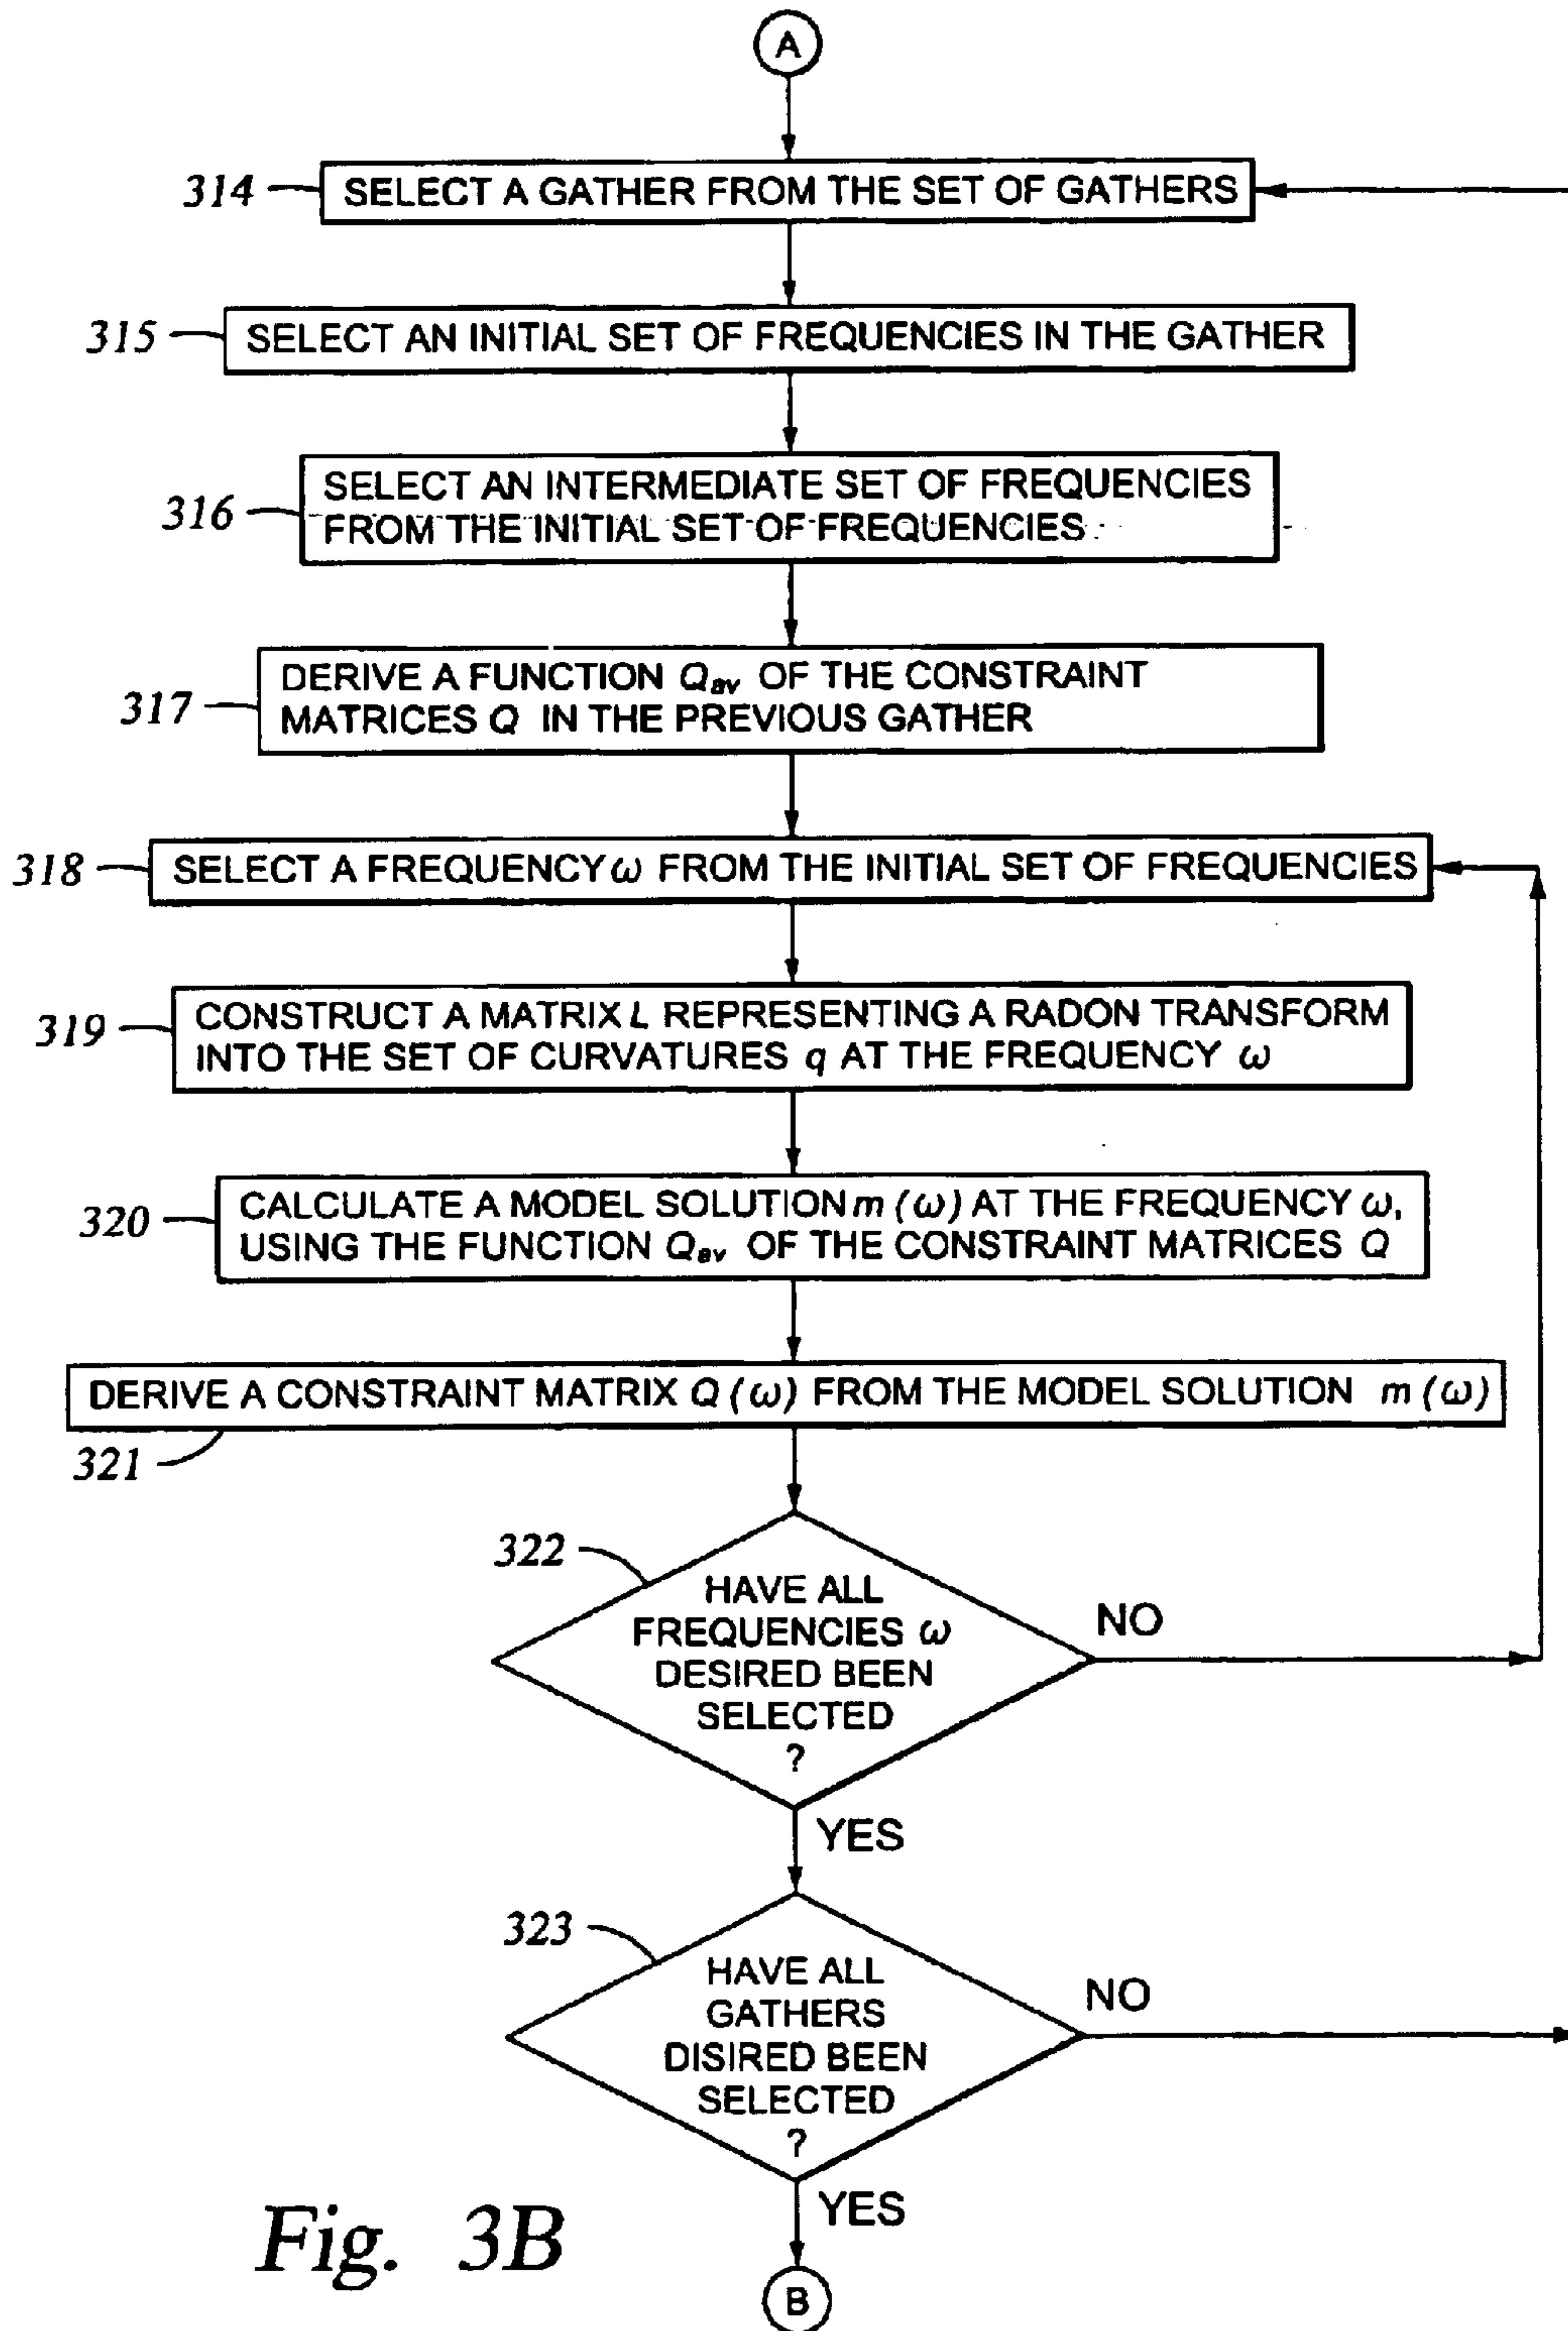 A
314
SELECT A GATHER FROM THE SET OF GATHERS
315
SELECT AN INITIAL SET OF FREQUENCIES IN THE GATHER
316
SELECT AN INTERMEDIATE SET OF FREQUENCIES
FROM THE INITIAL SET OF FREQUENCIES
317
DERIVE A FUNCTION Qav OF THE CONSTRAINT
MATRICES Q IN THE PREVIOUS GATHER
318
SELECT A FREQUENCY ω FROM THE INITIAL SET OF FREQUENCIES
319
CONSTRUCT A MATRIX L REPRESENTING A RADON TRANSFORM
INTO THE SET OF CURVATURES q AT THE FREQUENCY ω
320
CALCULATE A MODEL SOLUTION m (ω) AT THE FREQUENCY ω,
USING THE FUNCTION Qav OF THE CONSTRAINT MATRICES Q
DERIVE A CONSTRAINT MATRIX Q (ω) FROM THE MODEL SOLUTION m (ω)
321
322
HAVE ALL
FREQUENCIES ω
DESIRED BEEN
SELECTED
?
NO
YES
323
HAVE ALL
GATHERS
DISIRED BEEN
SELECTED
?
NO
YES
Fig. 3B
B